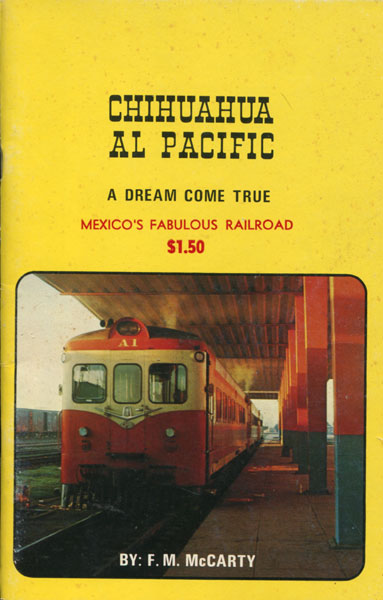 CHIHUAHUA
AL PACIFIC
A DREAM COME TRUE
MEXICO'S FABULOUS RAILROAD
$1.50
A1
BY: F. M. McCARTY